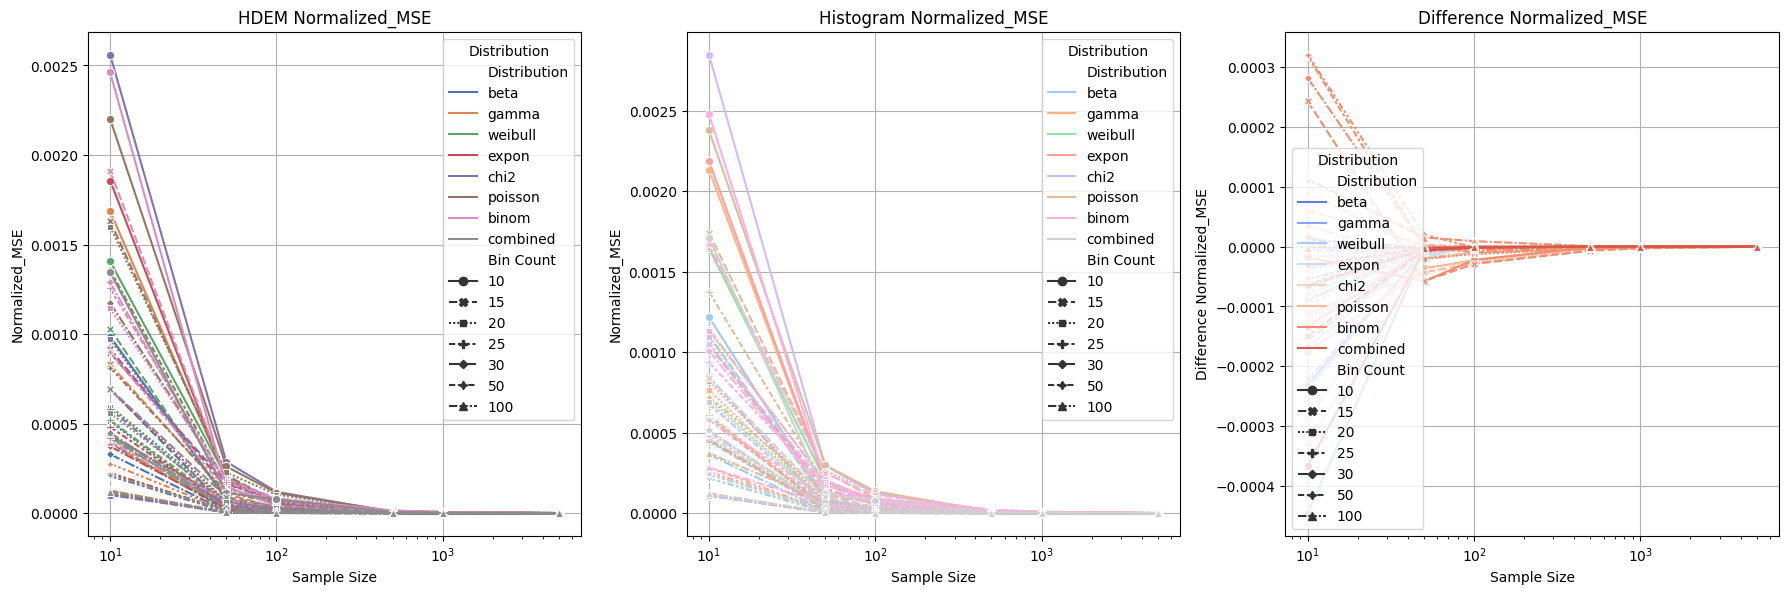 HDEM Normalized_MSE
Normalized_MSE
0.0025
0.0020
0.0015
0.0010
0.0005
0.0000
10¹
10²
10³
Sample Size
Distribution
Distribution
beta
gamma
weibull
expon
chi2
poisson
binom
combined
Bin Count
10
15
20
25
30
50
100
Histogram Normalized_MSE
Normalized_MSE
0.0025
0.0020
0.0015
0.0010
0.0005
0.0000
10¹
10²
10³
Sample Size
Distribution
Distribution
beta
gamma
weibull
expon
chi2
poisson
binom
combined
Bin Count
10
15
20
25
30
50
100
Difference Normalized_MSE
Difference Normalized_MSE
0.0003
0.0002
0.0001
0.0000
−0.0001
−0.0002
−0.0003
−0.0004
10¹
10²
10³
Sample Size
Distribution
Distribution
beta
gamma
weibull
expon
chi2
poisson
binom
combined
Bin Count
10
15
20
25
30
50
100